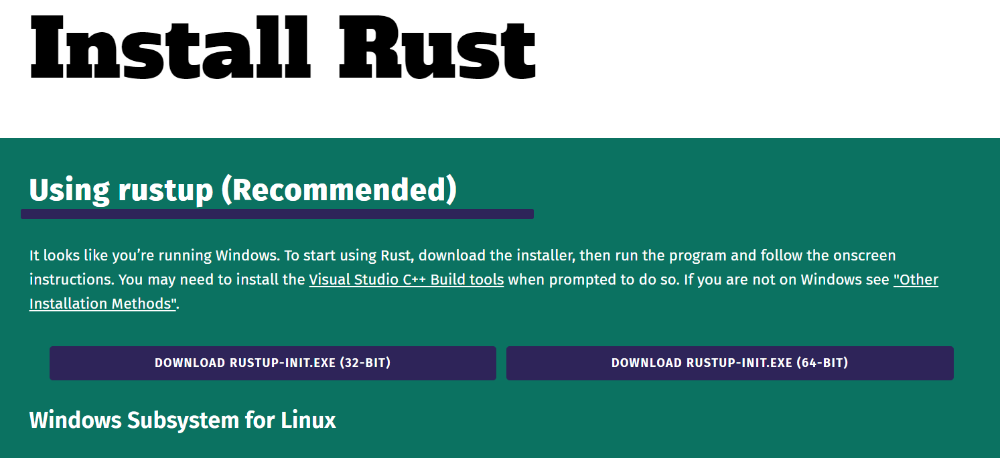 Install Rust
Using rustup (Recommended)
It looks like you’re running Windows. To start using Rust, download the installer, then run the program and follow the onscreen
instructions. You may need to install the Visual Studio C++ Build tools when prompted to do so. If you are not on Windows see "Other
Installation Methods".
DOWNLOAD RUSTUP-INIT.EXE (32-BIT)
DOWNLOAD RUSTUP-INIT.EXE (64-BIT)
Windows Subsystem for Linux